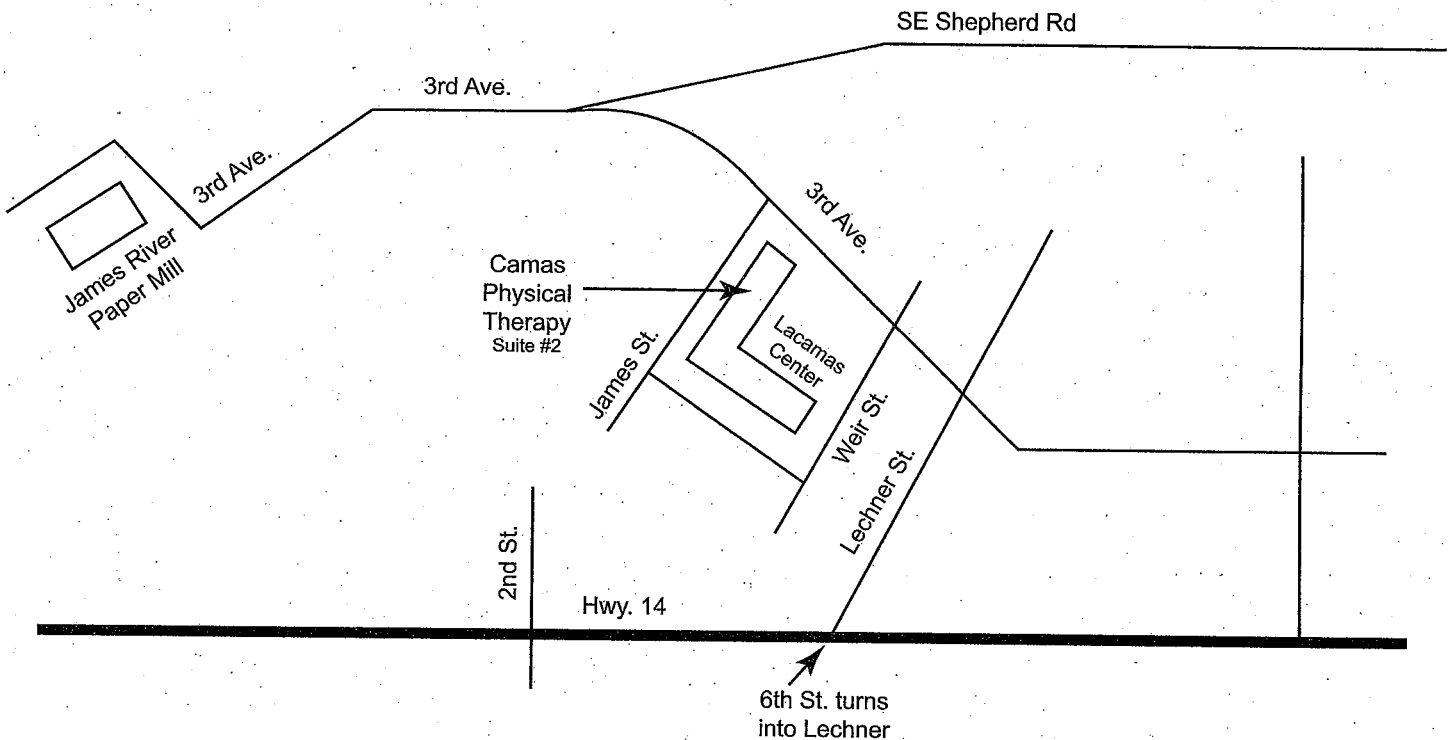 SE Shepherd Rd
3rd Ave.
3rd Ave.
3rd Ave.
James River
Paper Mill
Camas
Physical
Therapy
Suite #2
Lacamas
Center
James St.
Weir St.
Lechner St.
2nd St.
Hwy. 14
6th St. turns
into Lechner